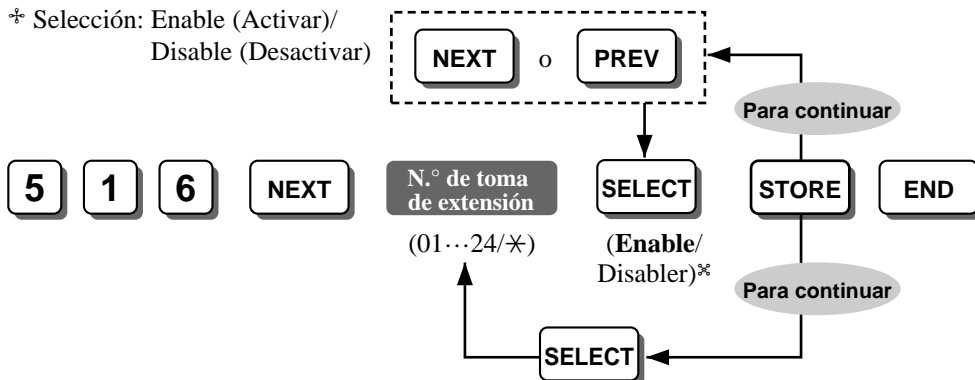 ✢ Selección: Enable (Activar)/
Disable (Desactivar)
NEXT o PREV
Para continuar
5 1 6 NEXT N.° de toma de extensión SELECT STORE END
(01···24/✳) (Enable/
Disabler)⌘
Para continuar
SELECT